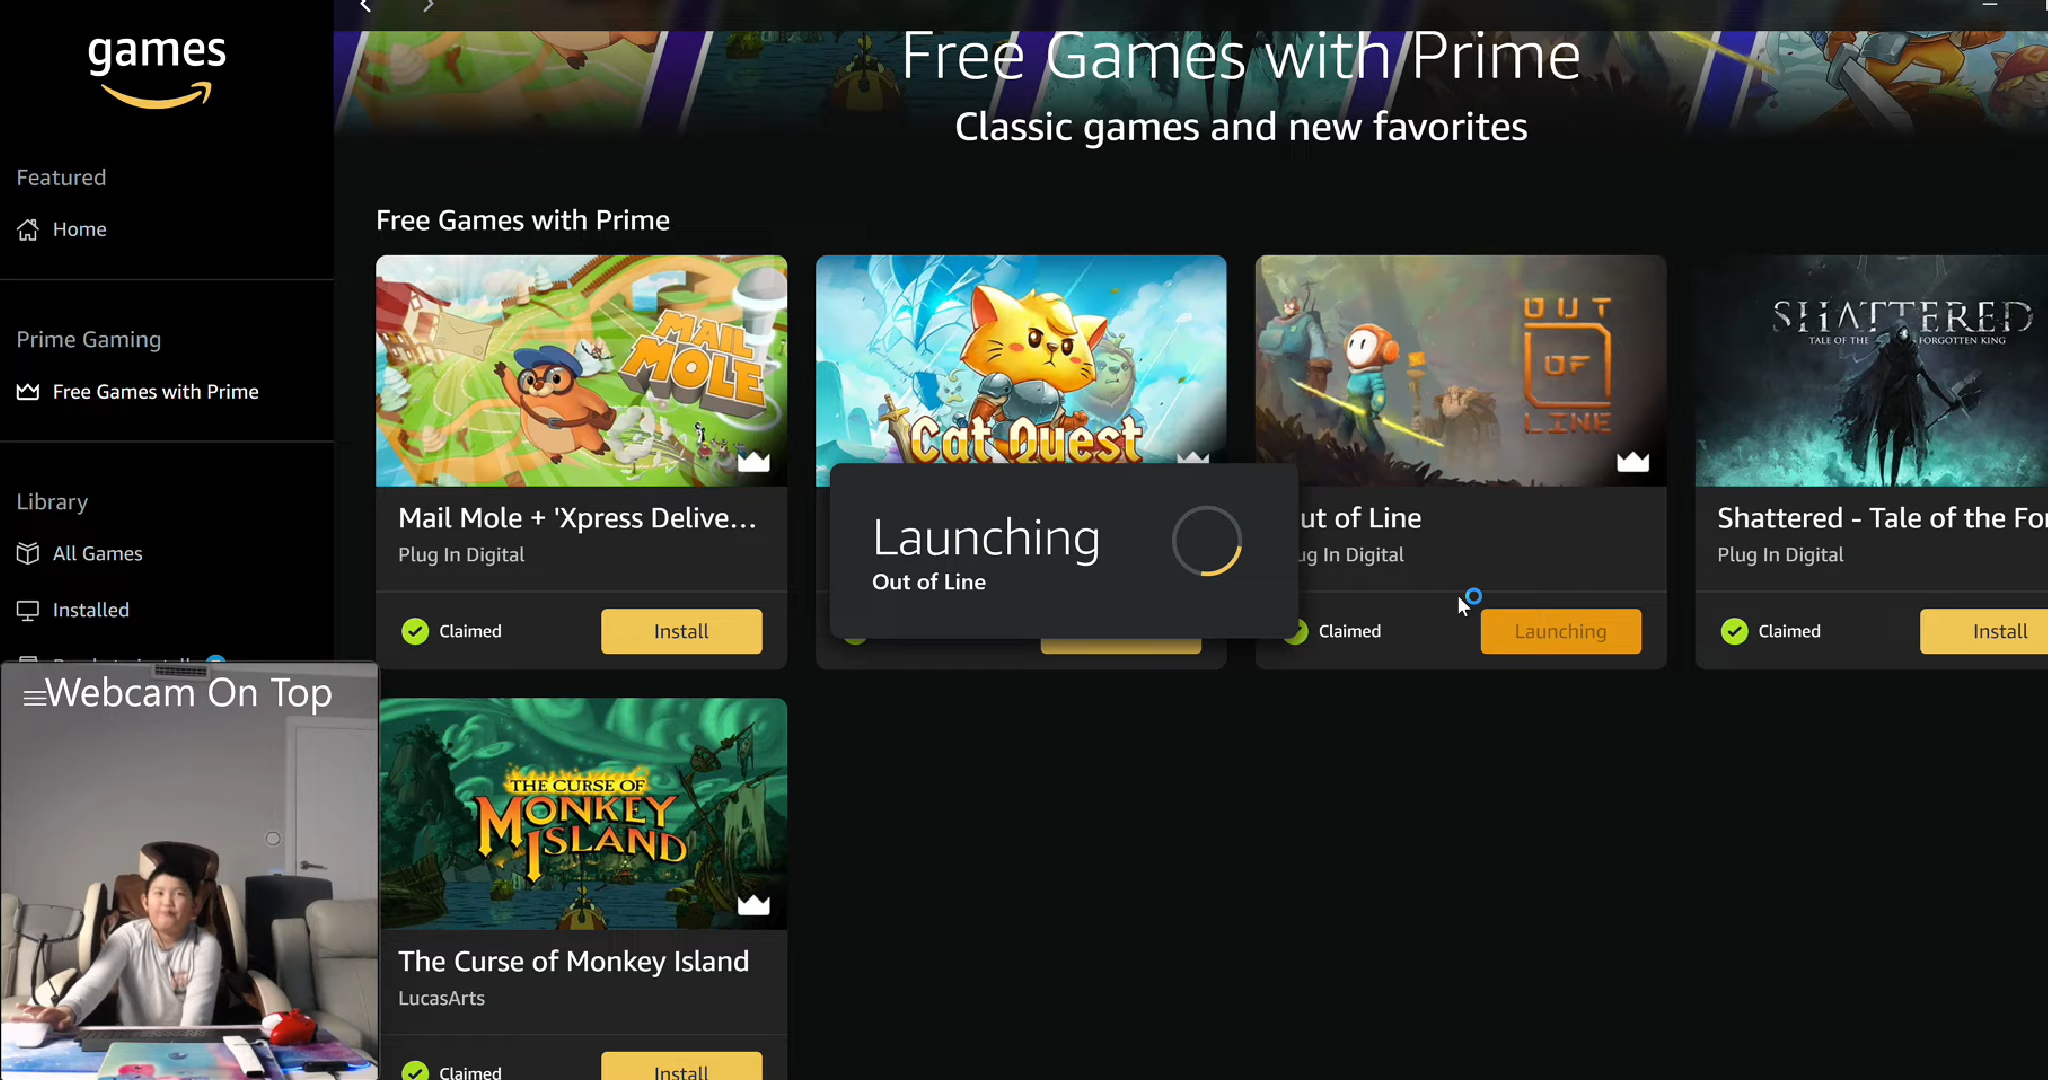 games
Featured
Home
Prime Gaming
Free Games with Prime
Library
All Games
Installed
Webcam On Top
Free Games with Prime
Classic games and new favorites
Free Games with Prime
MAIL
MOLE
Mail Mole + 'Xpress Delive...
Plug In Digital
Claimed
Install
Cat Quest
Launching
Out of Line
OUT
OF
LINE
ut of Line
ug In Digital
Claimed
Launching
SHATTERED
TALE OF THE FORGOTTEN KING
Shattered - Tale of the Fo
Plug In Digital
Claimed
Install
THE CURSE OF
MONKEY
ISLAND
The Curse of Monkey Island
LucasArts
Claimed
Install